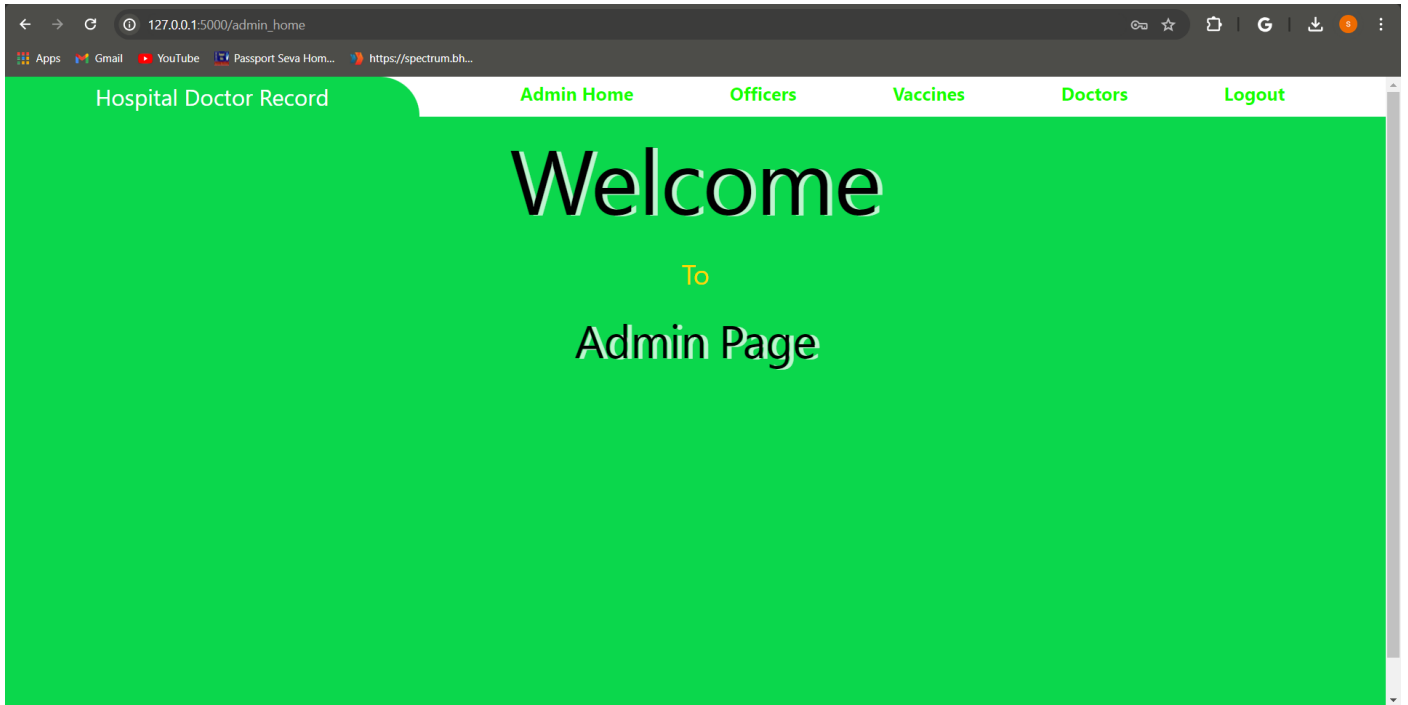 127.0.0.1:5000/admin_home
Apps Gmail YouTube Passport Seva Hom... https://spectrum.bh...
Hospital Doctor Record Admin Home Officers Vaccines Doctors Logout
Welcome
To
Admin Page